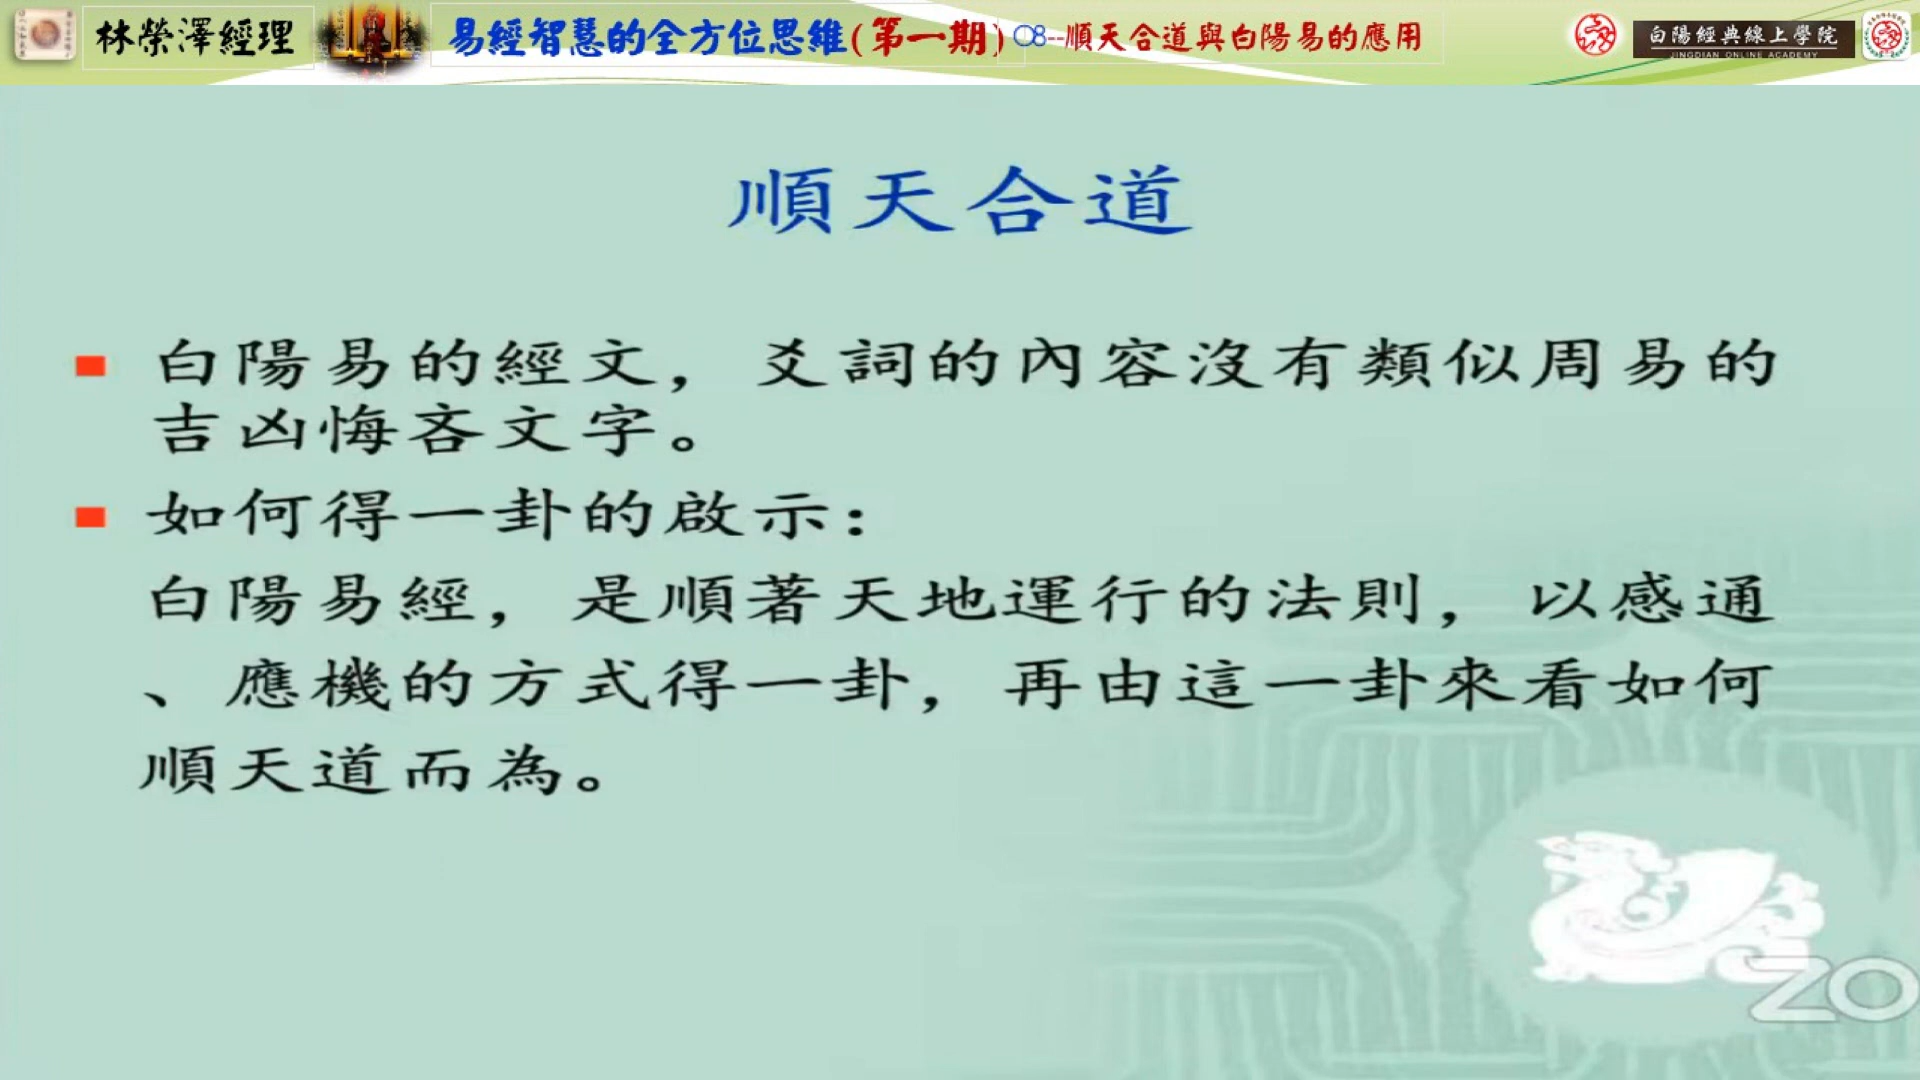 林榮澤經理
易經智慧的全方位思維(第一期)
08--順天合道與白陽易的應用
白陽經典線上學院
JINGDIAN ONLINE ACADEMY
順天合道
白陽易的經文，爻詞的內容沒有類似周易的
吉凶悔吝文字。
如何得一卦的啟示：
白陽易經，是順著天地運行的法則，以感通
、應機的方式得一卦，再由這一卦來看如何
順天道而為。
ZO